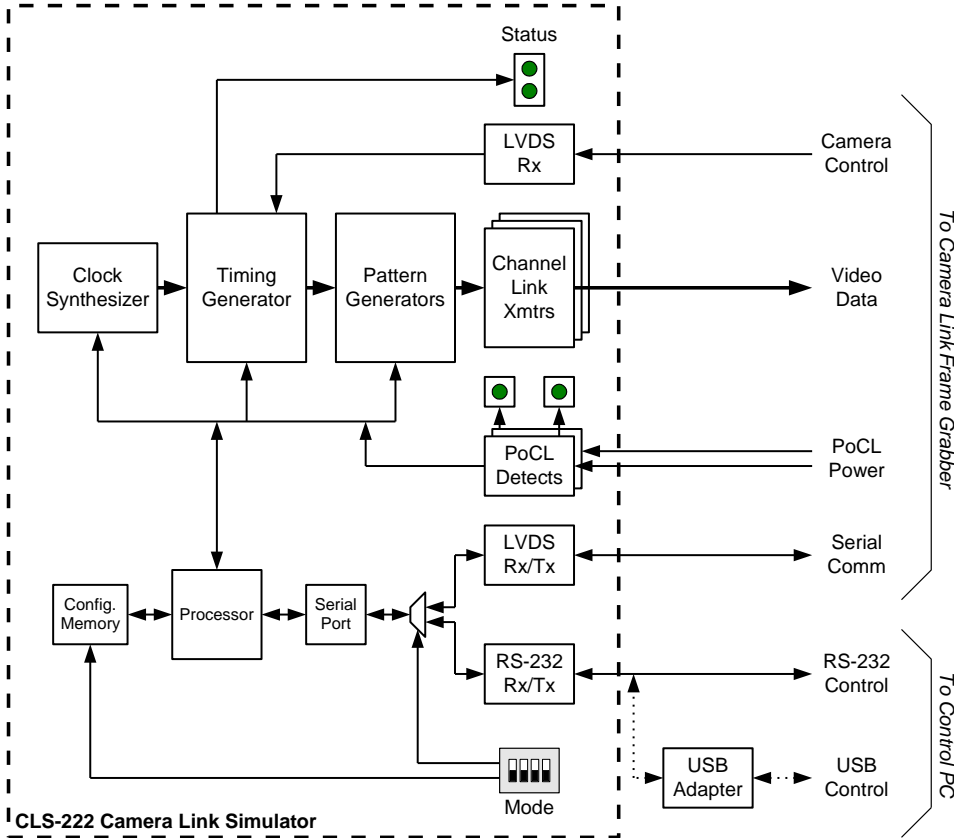 Status
LVDS
Rx
Camera
Control
Clock
Synthesizer
Timing
Generator
Pattern
Generators
Channel
Link
Xmtrs
Video
Data
PoCL
Detects
PoCL
Power
LVDS
Rx/Tx
Serial
Comm
Config.
Memory
Processor
Serial
Port
RS-232
Rx/Tx
RS-232
Control
USB
Adapter
USB
Control
Mode
CLS-222 Camera Link Simulator
To Camera Link Frame Grabber
To Control PC